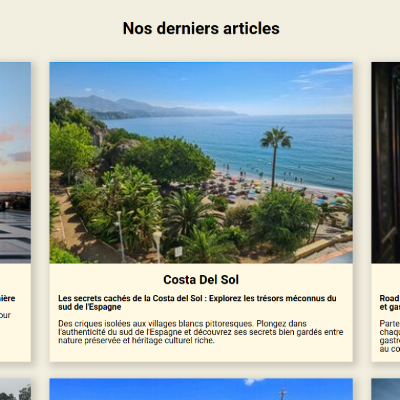 Nos derniers articles
Costa Del Sol
Les secrets cachés de la Costa del Sol : Explorez les trésors méconnus du
sud de l'Espagne
Des criques isolées aux villages blancs pittoresques. Plongez dans
l'authenticité du sud de l'Espagne et découvrez ses secrets bien gardés entre
nature préservée et héritage culturel riche.
ière
our
Road
et ga
Parte
chaqu
gastr
au co